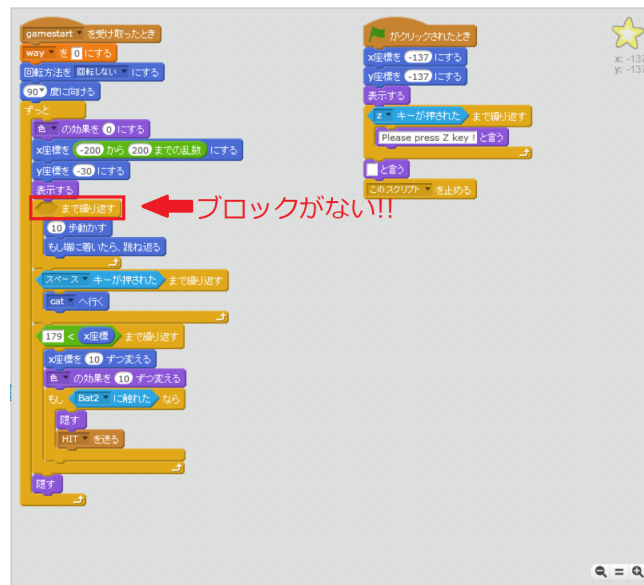 gamestart を受け取ったとき
way を 0 にする
回転方法を 回転しない にする
90 度に向ける
ずっと
色 の効果を 0 にする
x座標を -200 から 200 までの乱数 にする
y座標を -30 にする
表示する
まで繰り返す
10 歩動かす
もし端に着いたら、跳ね返る
スペース キーが押された まで繰り返す
cat へ行く
179 < x座標 まで繰り返す
x座標を 10 ずつ変える
色 の効果を 10 ずつ変える
もし Bat2 に触れた なら
隠す
HIT を送る
隠す
ブロックがない!!
がクリックされたとき
x座標を -137 にする
y座標を -137 にする
表示する
z キーが押された まで繰り返す
Please press Z key ! と言う
と言う
このスクリプト を止める
x: -137
y: -137